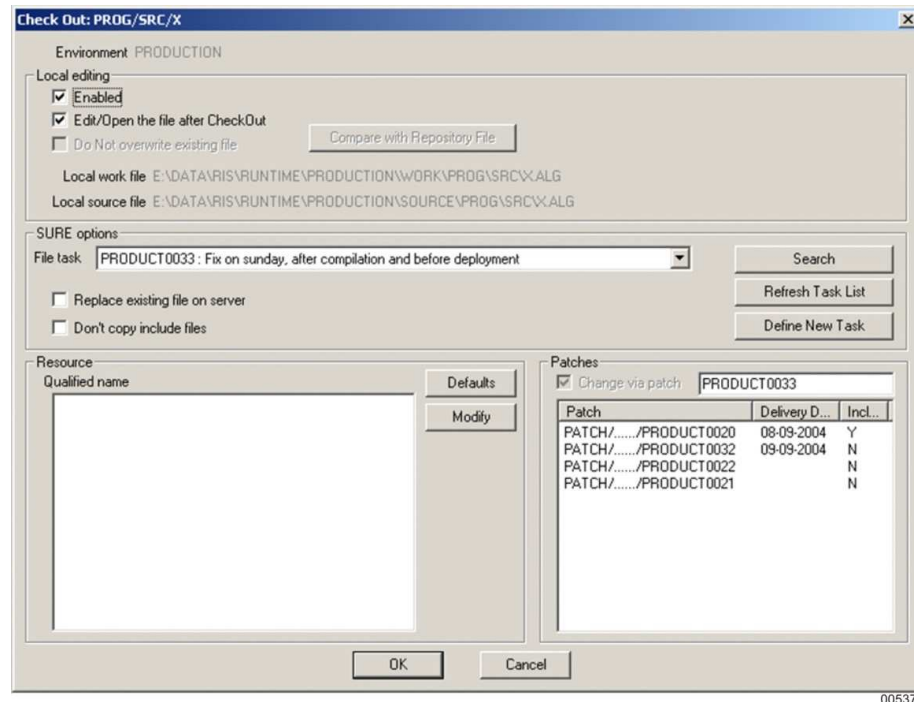 Check Out: PROG/SRC/X
Environment PRODUCTION
Local editing
Enabled
Edit/Open the file after CheckOut
Do Not overwrite existing file
Compare with Repository File
Local work file E:\DATA\RIS\RUNTIME\PRODUCTION\WORK\PROG\SRC\X.ALG
Local source file E:\DATA\RIS\RUNTIME\PRODUCTION\SOURCE\PROG\SRC\X.ALG
SURE options
File task PRODUCT0033 : Fix on sunday, after compilation and before deployment
Search
Replace existing file on server
Refresh Task List
Don't copy include files
Define New Task
Resource
Qualified name
Defaults
Modify
Patches
Change via patch PRODUCT0033
Patch Delivery D... Incl...
PATCH/....../PRODUCT0020 08-09-2004 Y
PATCH/....../PRODUCT0032 09-09-2004 N
PATCH/....../PRODUCT0022 N
PATCH/....../PRODUCT0021 N
OK Cancel
00537